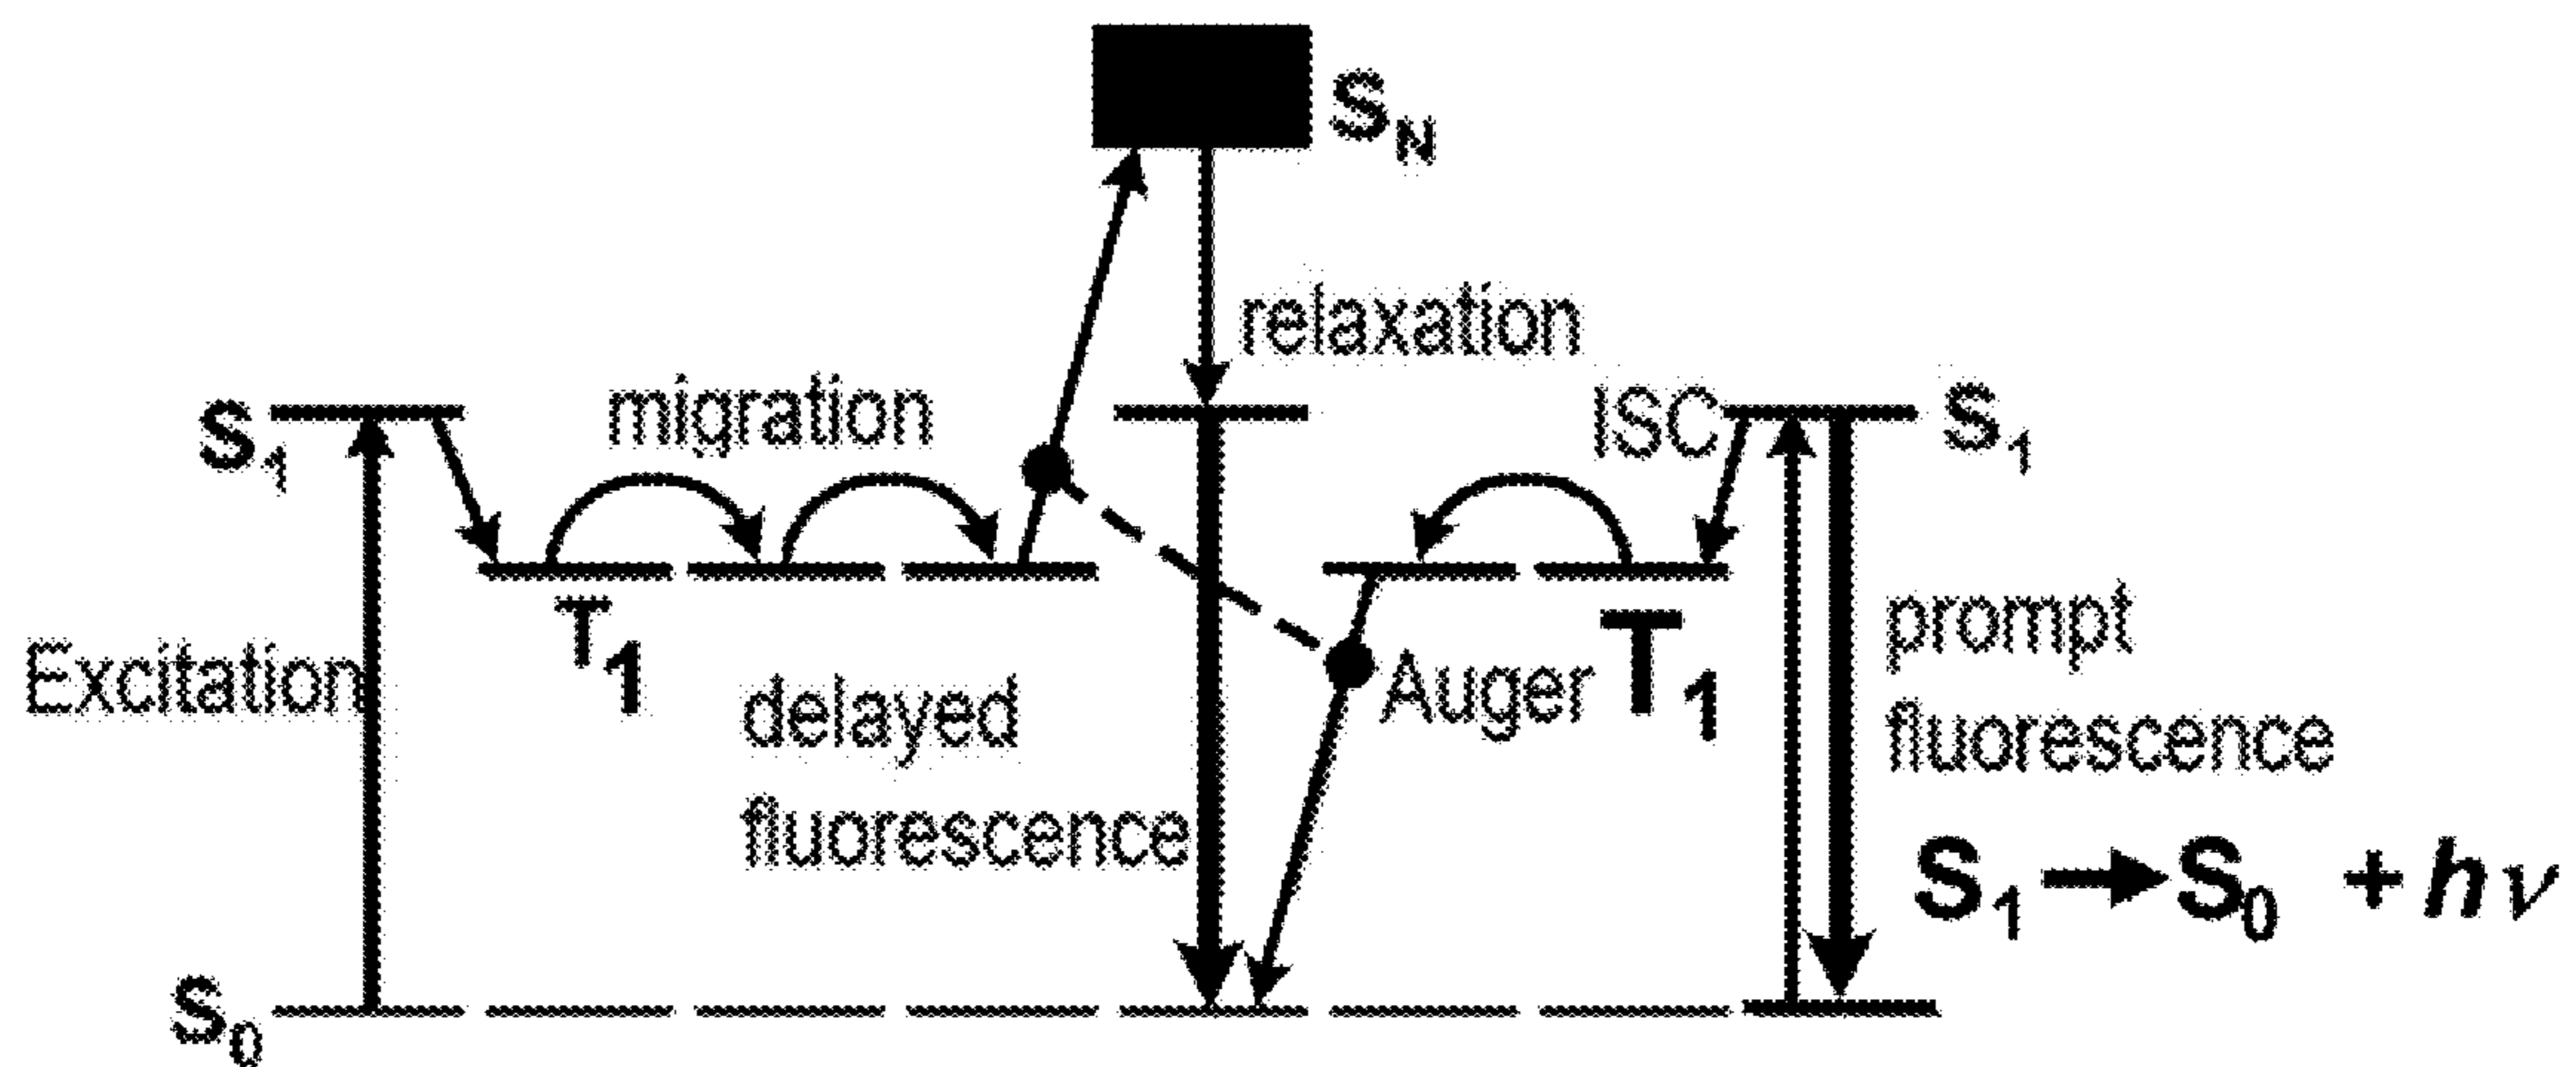 S_N
relaxation
S_1
migration
ISC
S_1
Excitation
T_1
delayed
fluorescence
Auger
T_1
prompt
fluorescence
S_1 → S_0 + hν
S_0